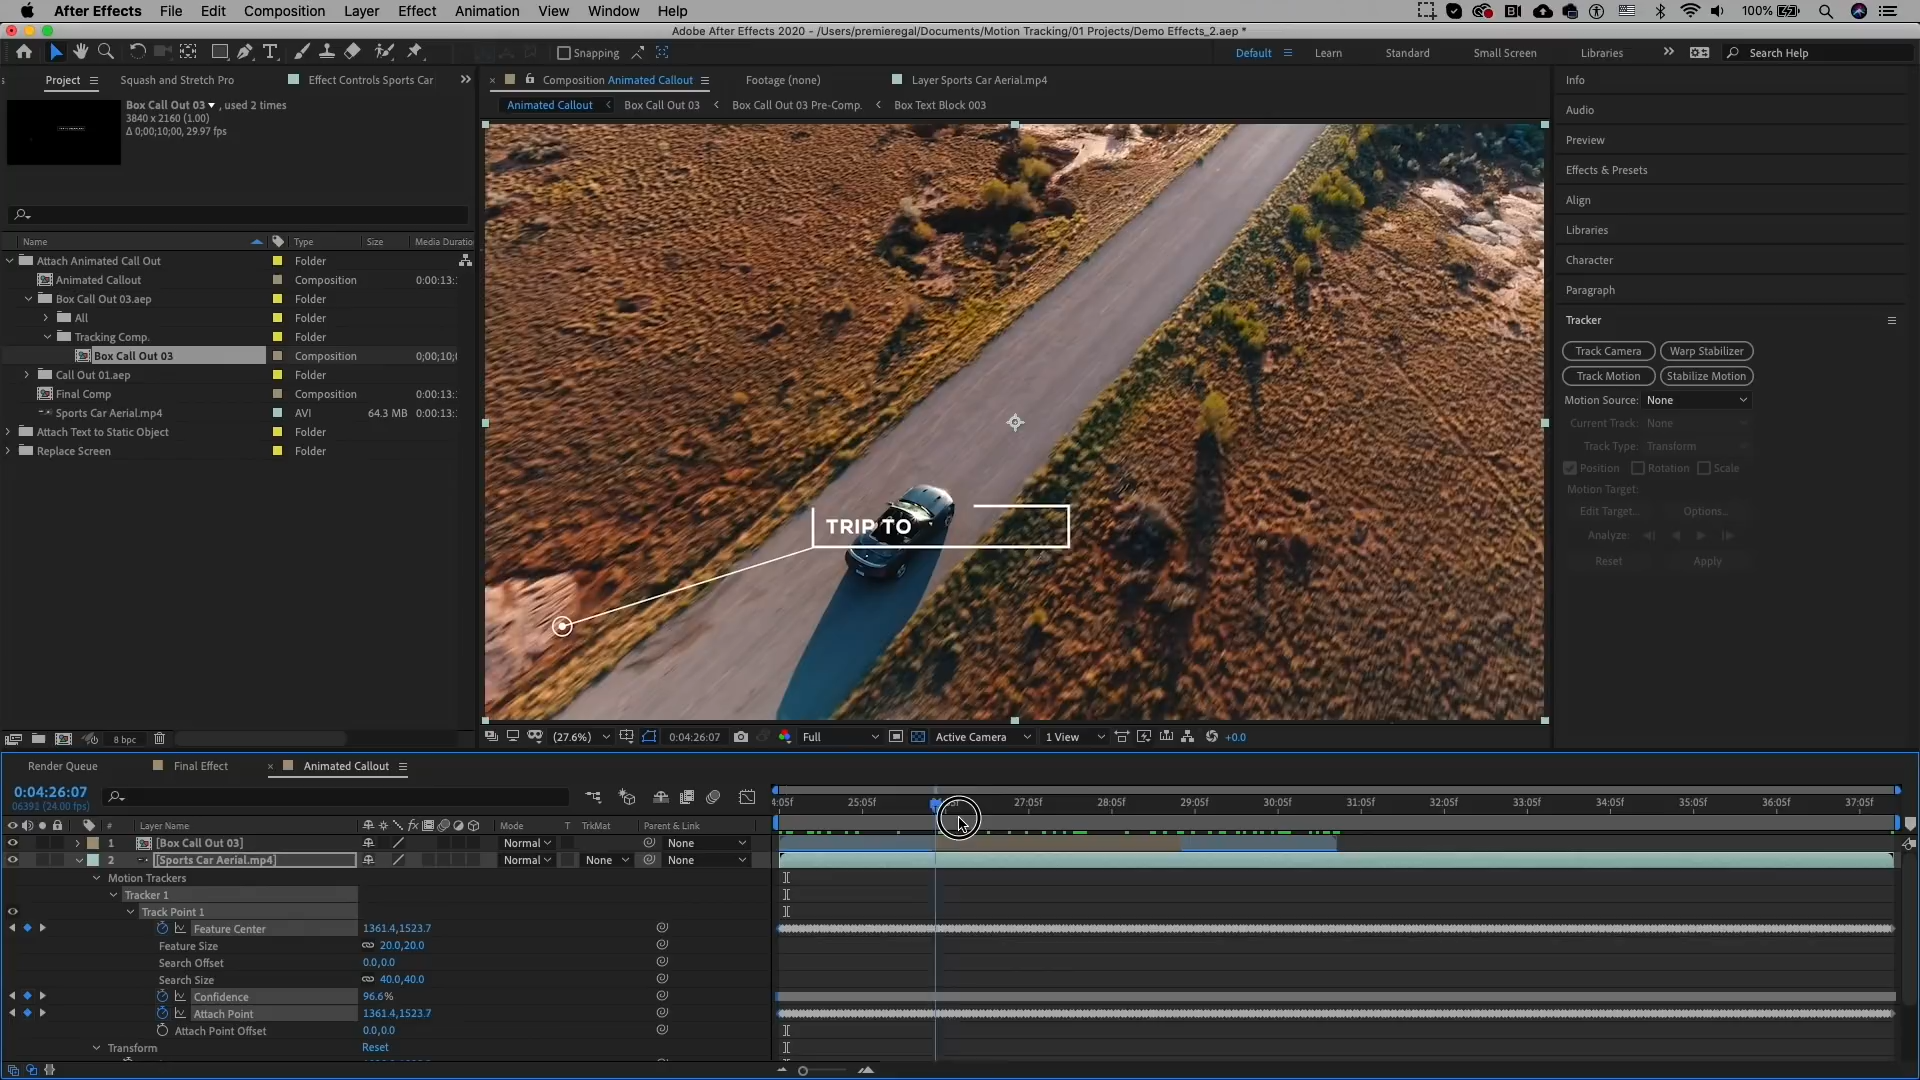 After Effects File Edit Composition Layer Effect Animation View Window Help 100%
Adobe After Effects 2020 - /Users/premieregal/Documents/Motion Tracking/01 Projects/Demo Effects_2.aep *
Snapping Default Learn Standard Small Screen Libraries Search Help
Project Squash and Stretch Pro Effect Controls Sports Car
Composition Animated Callout Footage (none) Layer Sports Car Aerial.mp4
Animated Callout Box Call Out 03 Box Call Out 03 Pre-Comp. Box Text Block 003
Box Call Out 03 , used 2 times
3840 x 2160 (1.00)
Δ 0;00;10;00, 29.97 fps
Name Type Size Media Duratio
Attach Animated Call Out Folder
Animated Callout Composition 0:00:13:
Box Call Out 03.aep Folder
All Folder
Tracking Comp. Folder
Box Call Out 03 Composition 0;00;10;
Call Out 01.aep Folder
Final Comp Composition 0:00:13:
Sports Car Aerial.mp4 AVI 64.3 MB 0:00:13:
Attach Text to Static Object Folder
Replace Screen Folder
8 bpc
TRIP TO
(27.6%) 0:04:26:07 Full Active Camera 1 View +0.0
Info
Audio
Preview
Effects & Presets
Align
Libraries
Character
Paragraph
Tracker
Track Camera Warp Stabilizer
Track Motion Stabilize Motion
Motion Source: None
Current Track: None
Track Type: Transform
Position Rotation Scale
Motion Target:
Edit Target... Options...
Analyze:
Reset Apply
Render Queue Final Effect Animated Callout
0:04:26:07
06392 (24.00 fps)
4:05f 25:05f 27:05f 28:05f 29:05f 30:05f 31:05f 32:05f 33:05f 34:05f 35:05f 36:05f 37:05f
# Layer Name Mode T TrkMat Parent & Link
1 [Box Call Out 03] Normal None
2 [[Sports Car Aerial.mp4] Normal None None
Motion Trackers
Tracker 1
Track Point 1
Feature Center 1361.4,1523.7
Feature Size 20.0,20.0
Search Offset 0.0,0.0
Search Size 40.0,40.0
Confidence 96.6%
Attach Point 1361.4,1523.7
Attach Point Offset 0.0,0.0
Transform Reset